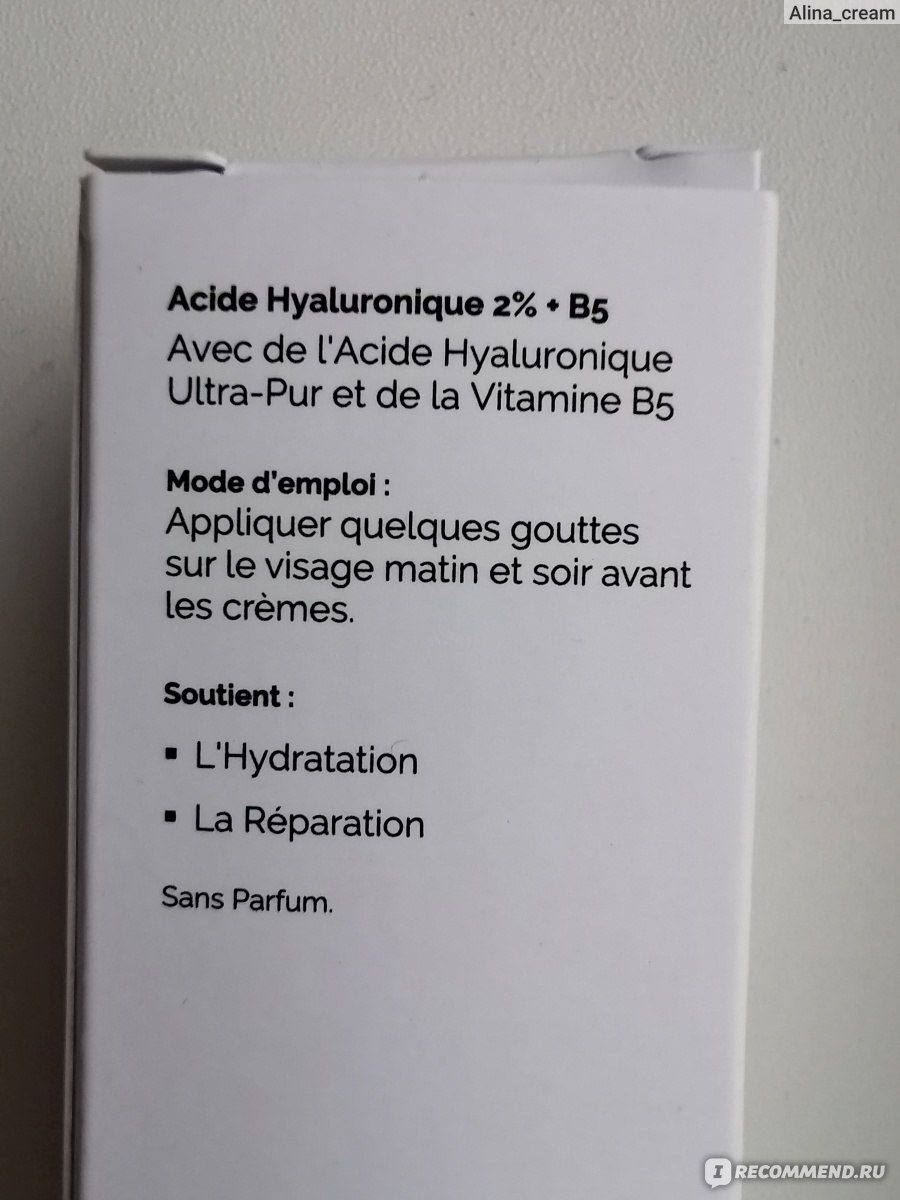 Alina_cream
Acide Hyaluronique 2% + B5
Avec de l'Acide Hyaluronique
Ultra-Pur et de la Vitamine B5
Mode d'emploi :
Appliquer quelques gouttes
sur le visage matin et soir avant
les crèmes.
Soutient :
▪ L'Hydratation
▪ La Réparation
Sans Parfum.
IRECOMMEND.RU